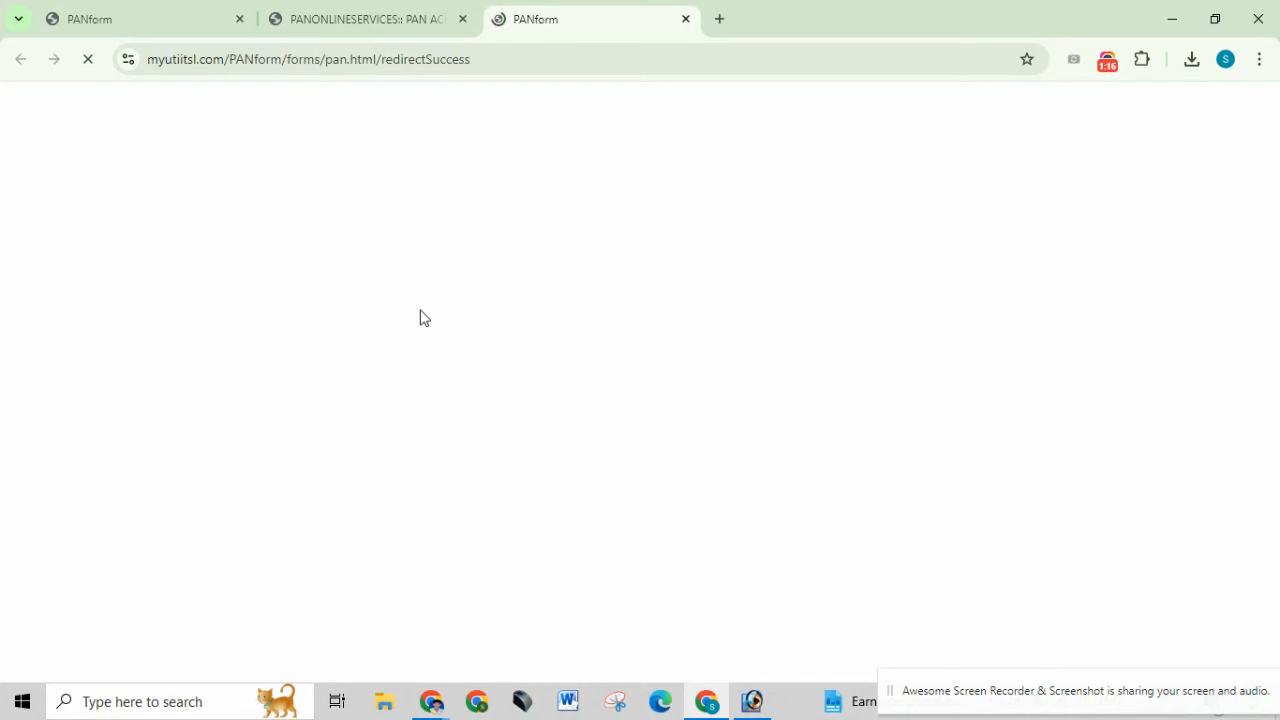 PANform
PANONLINESERVICES:: PAN AC
PANform
myutiitsl.com/PANform/forms/pan.html/redirectSuccess
1:16
S
Type here to search
W
S
Earn
Awesome Screen Recorder & Screenshot is sharing your screen and audio.